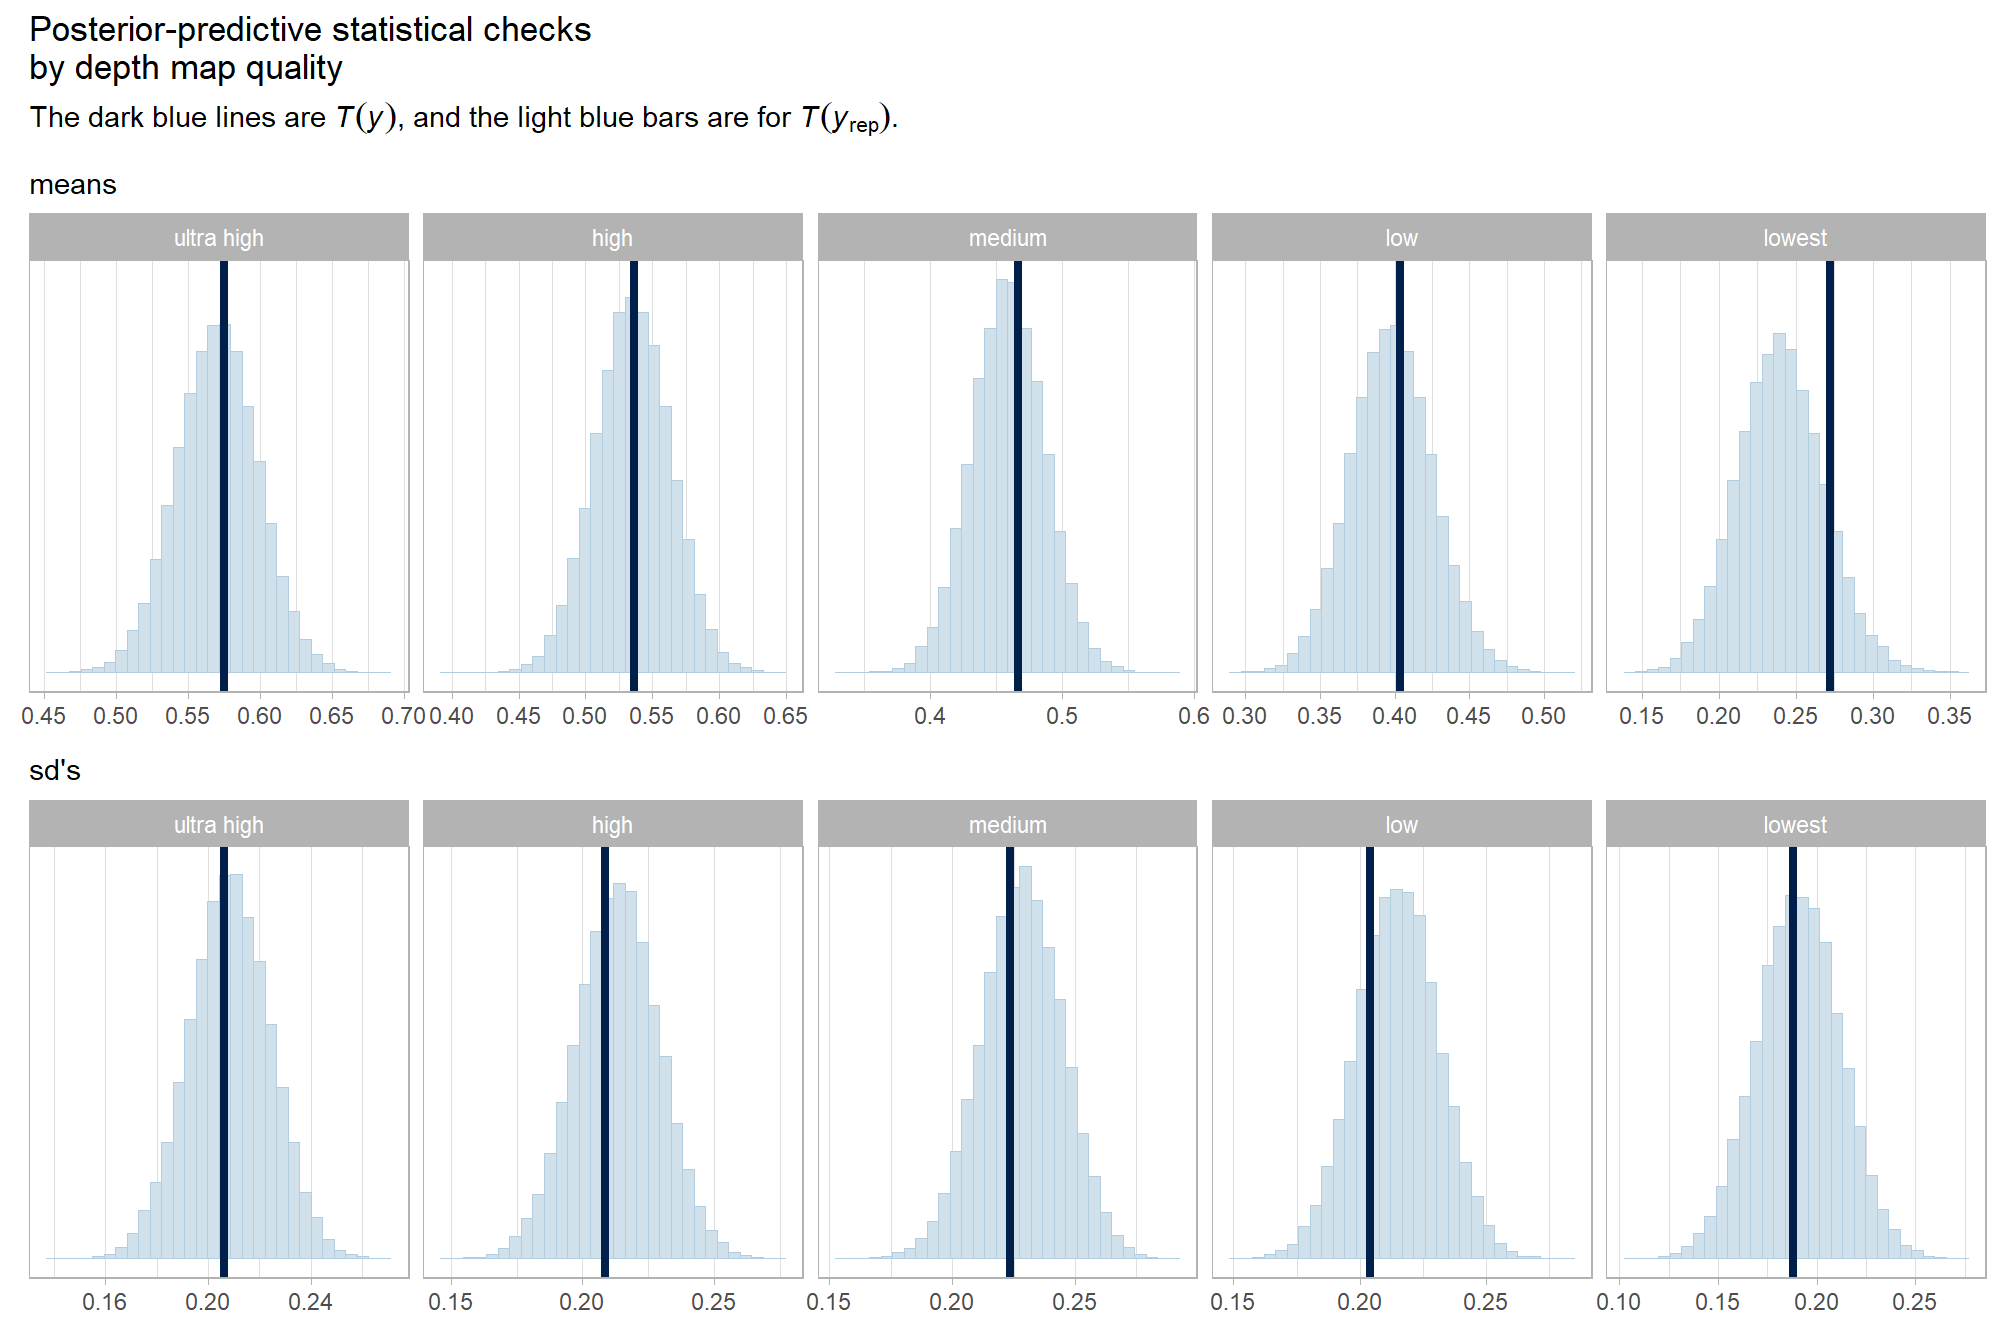 Posterior-predictive statistical checks
by depth map quality
The dark blue lines are T(y), and the light blue bars are for T(y_rep).
means
ultra high high medium low lowest
0.45 0.50 0.55 0.60 0.65 0.70 0.40 0.45 0.50 0.55 0.60 0.65 0.4 0.5 0.6 0.30 0.35 0.40 0.45 0.50 0.15 0.20 0.25 0.30 0.35
sd's
ultra high high medium low lowest
0.16 0.20 0.24 0.15 0.20 0.25 0.15 0.20 0.25 0.15 0.20 0.25 0.10 0.15 0.20 0.25